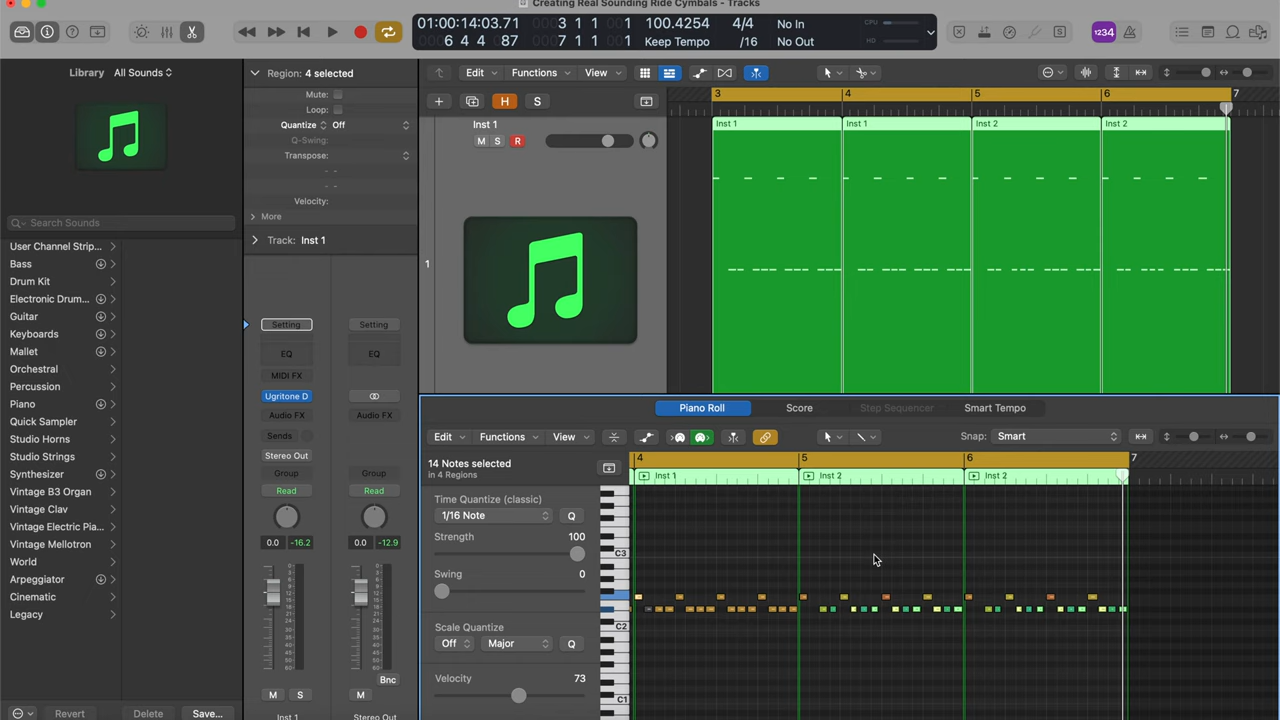 Creating Real Sounding Ride Cymbals - Tracks
01:00:14:03.71 3 1 1 1 100.4254 4/4 No In
6 4 4 87 7 1 1 1 Keep Tempo /16 No Out
CPU
HD
1234
Library All Sounds
Region: 4 selected
Edit Functions View
Mute:
Loop:
Quantize Off
Q-Swing:
Transpose:
Velocity:
More
Track: Inst 1
H S
3 4 5 6 7
Inst 1
M S R
Inst 1 Inst 1 Inst 2 Inst 2
1
Search Sounds
User Channel Strip...
Bass
Drum Kit
Electronic Drum...
Guitar
Keyboards
Mallet
Orchestral
Percussion
Piano
Quick Sampler
Studio Horns
Studio Strings
Synthesizer
Vintage B3 Organ
Vintage Clav
Vintage Electric Pia...
Vintage Mellotron
World
Arpeggiator
Cinematic
Legacy
Revert Delete Save...
Setting Setting
EQ EQ
MIDI FX
Ugritone D
Audio FX Audio FX
Sends
Stereo Out
Group Group
Read Read
0.0 -16.2 0.0 -12.9
Bnc
M S M
Inst 1 Stereo Out
Piano Roll Score Step Sequencer Smart Tempo
Edit Functions View Snap: Smart
14 Notes selected
in 4 Regions
4 5 6 7
Inst 1 Inst 2 Inst 2
Time Quantize (classic)
1/16 Note Q
Strength 100
Swing 0
Scale Quantize
Off Major Q
Velocity 73
C3
C2
C1